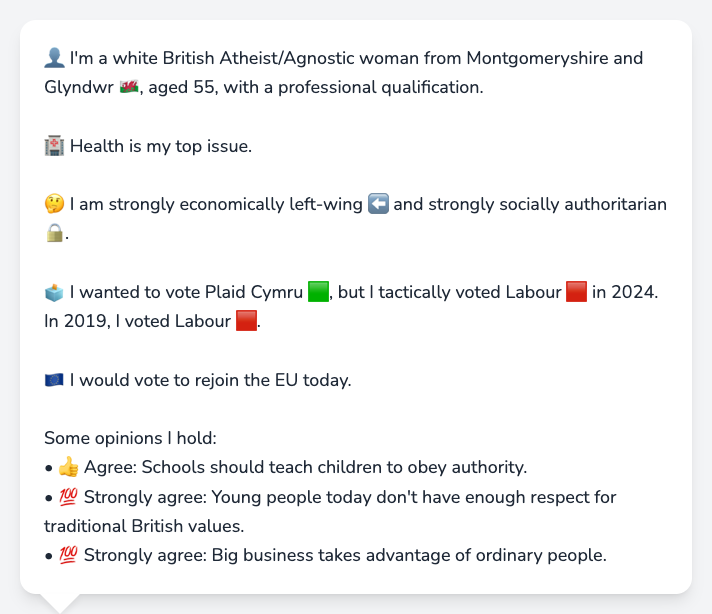 👤 I'm a white British Atheist/Agnostic woman from Montgomeryshire and
Glyndwr 🏴󠁧󠁢󠁷󠁬󠁳󠁿, aged 55, with a professional qualification.
🏥 Health is my top issue.
🤔 I am strongly economically left-wing ⬅️ and strongly socially authoritarian
🔒.
🗳️ I wanted to vote Plaid Cymru 🟩, but I tactically voted Labour 🟥 in 2024.
In 2019, I voted Labour 🟥.
🇪🇺 I would vote to rejoin the EU today.
Some opinions I hold:
• 👍 Agree: Schools should teach children to obey authority.
• 💯 Strongly agree: Young people today don't have enough respect for
traditional British values.
• 💯 Strongly agree: Big business takes advantage of ordinary people.